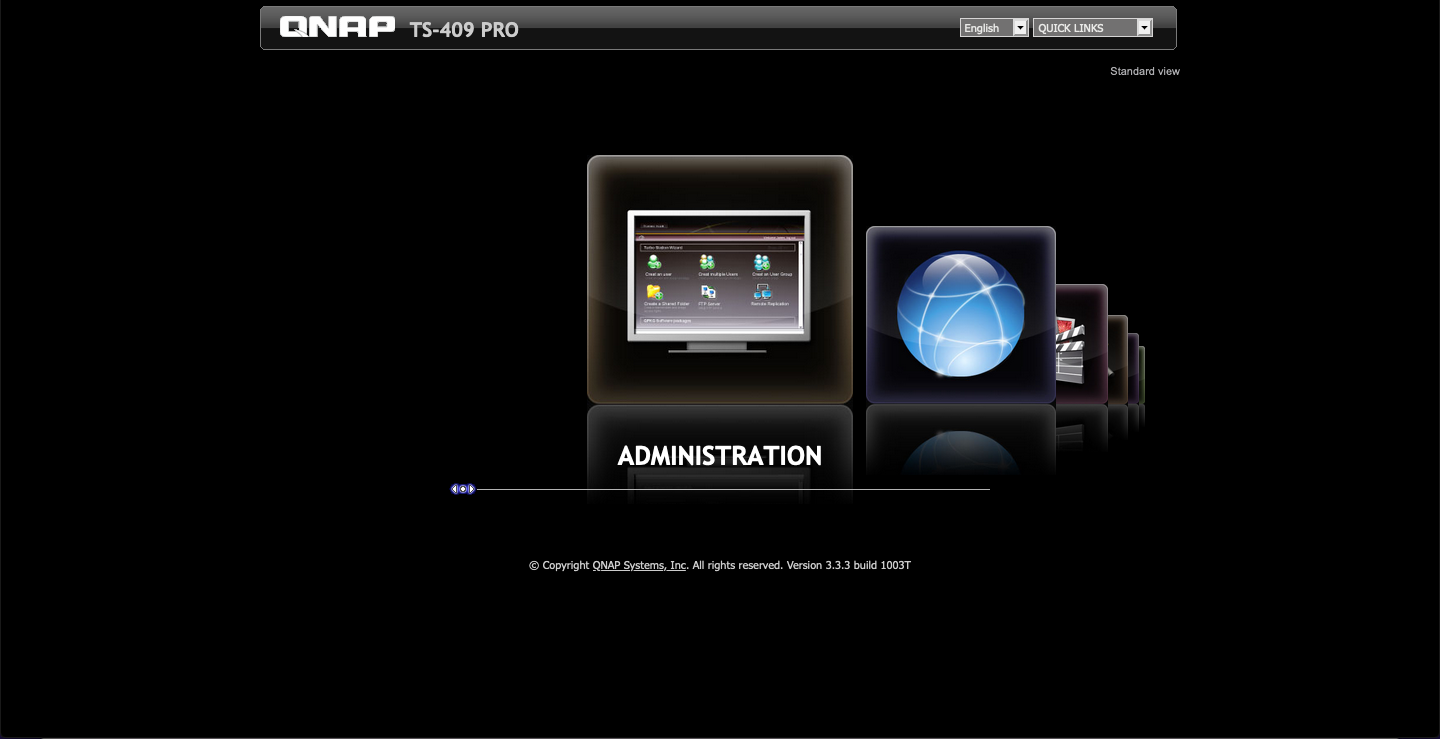 QNAP TS-409 PRO English QUICK LINKS
Standard view
Create an user Create multiple Users Create an User Group
Create a Shared Folder FTP Server Remote Replication
ADMINISTRATION
© Copyright QNAP Systems, Inc. All rights reserved. Version 3.3.3 build 1003T